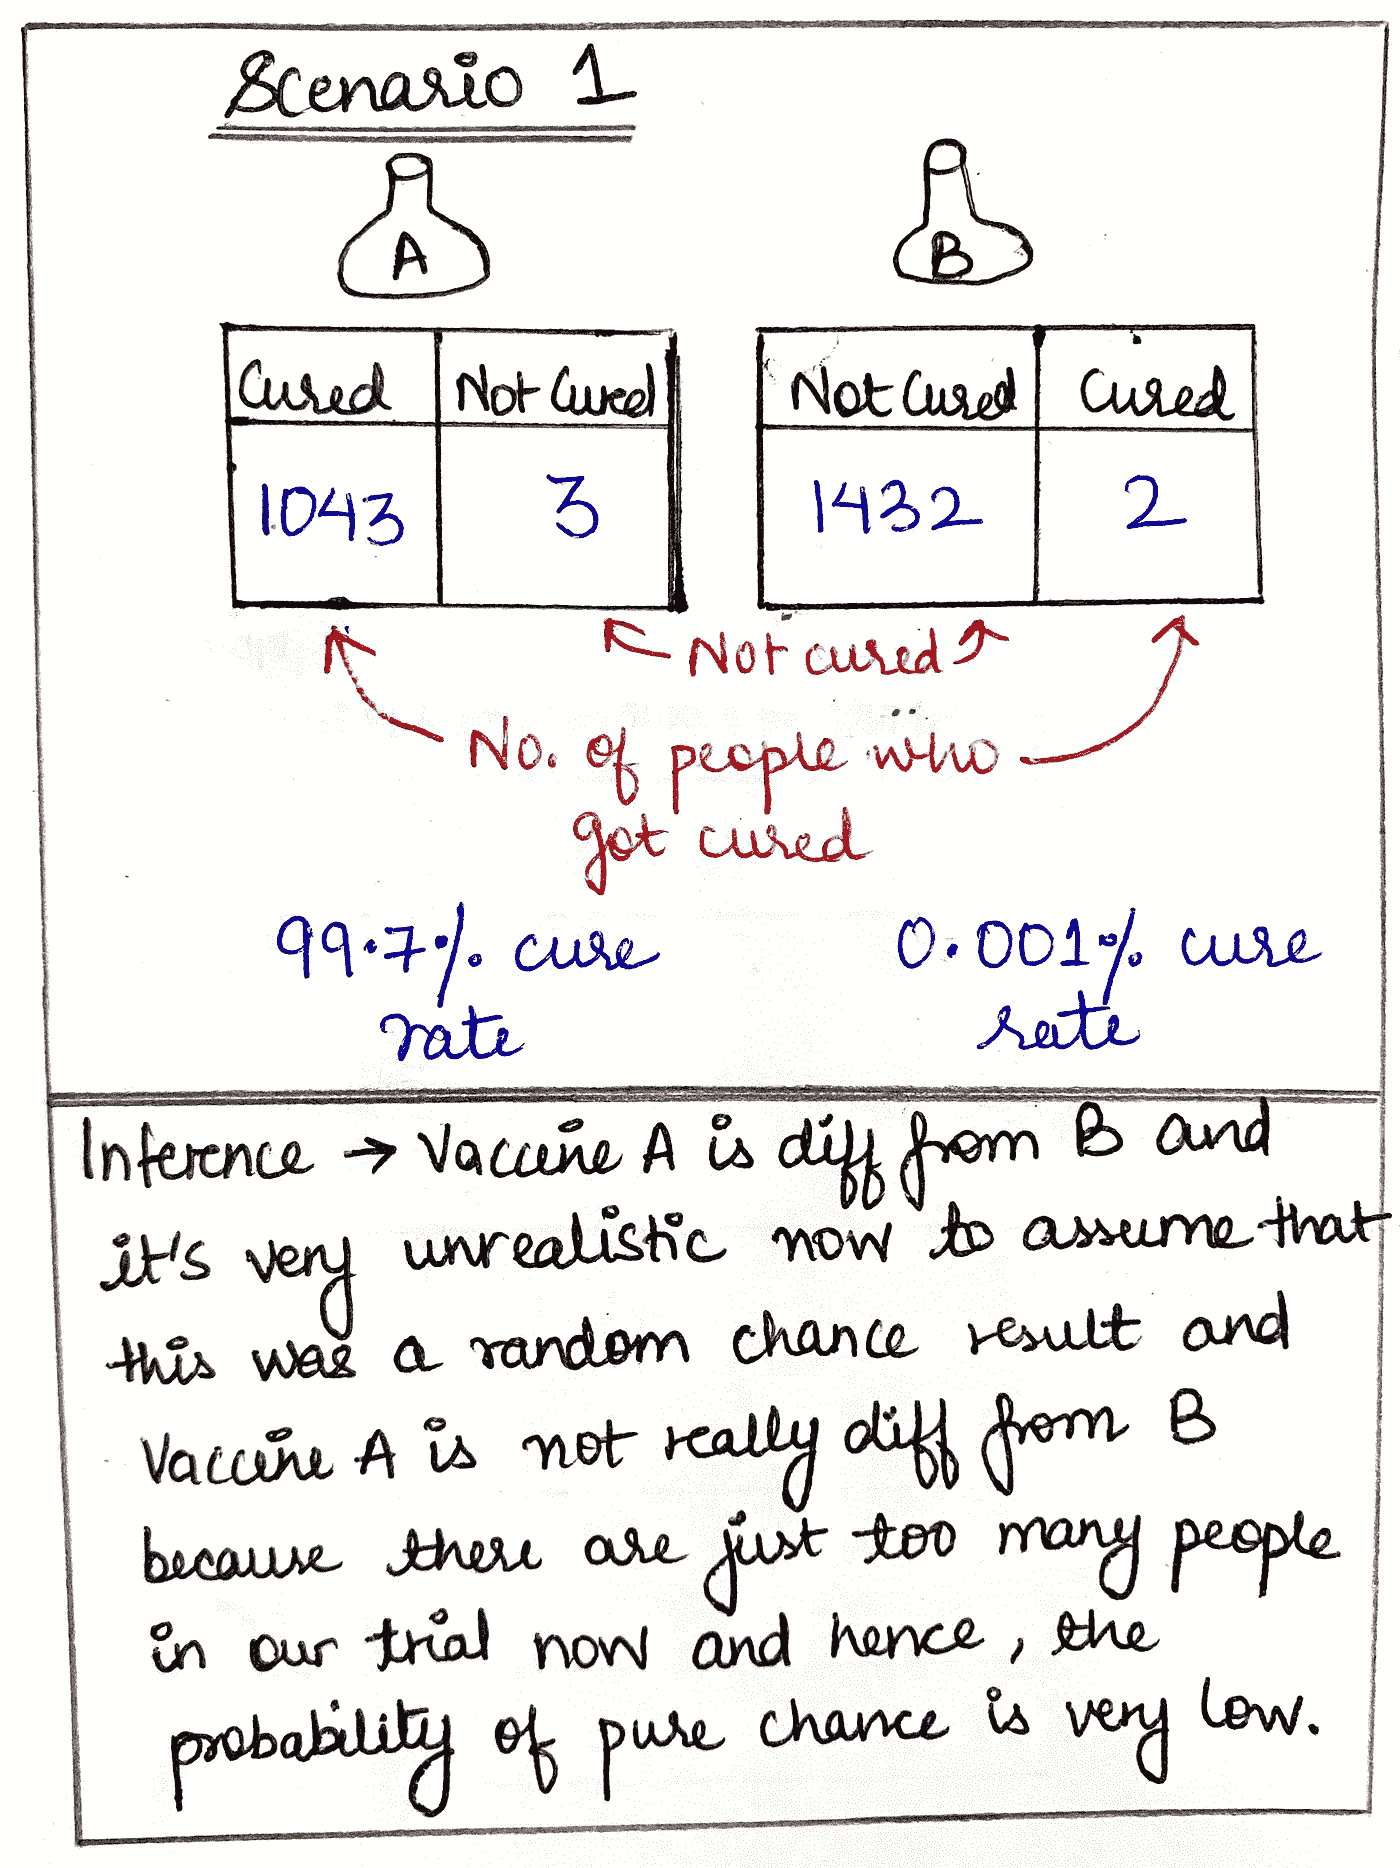 Scenario 1
A
B
Cured Not Cured
1043 3
Not Cured Cured
1432 2
Not cured
No. of people who
got cured
99.7% cure
rate
0.001% cure
rate
Inference → Vaccine A is diff from B and
it's very unrealistic now to assume that
this was a random chance result and
Vaccine A is not really diff from B
because there are just too many people
in our trial now and hence, the
probability of pure chance is very low.